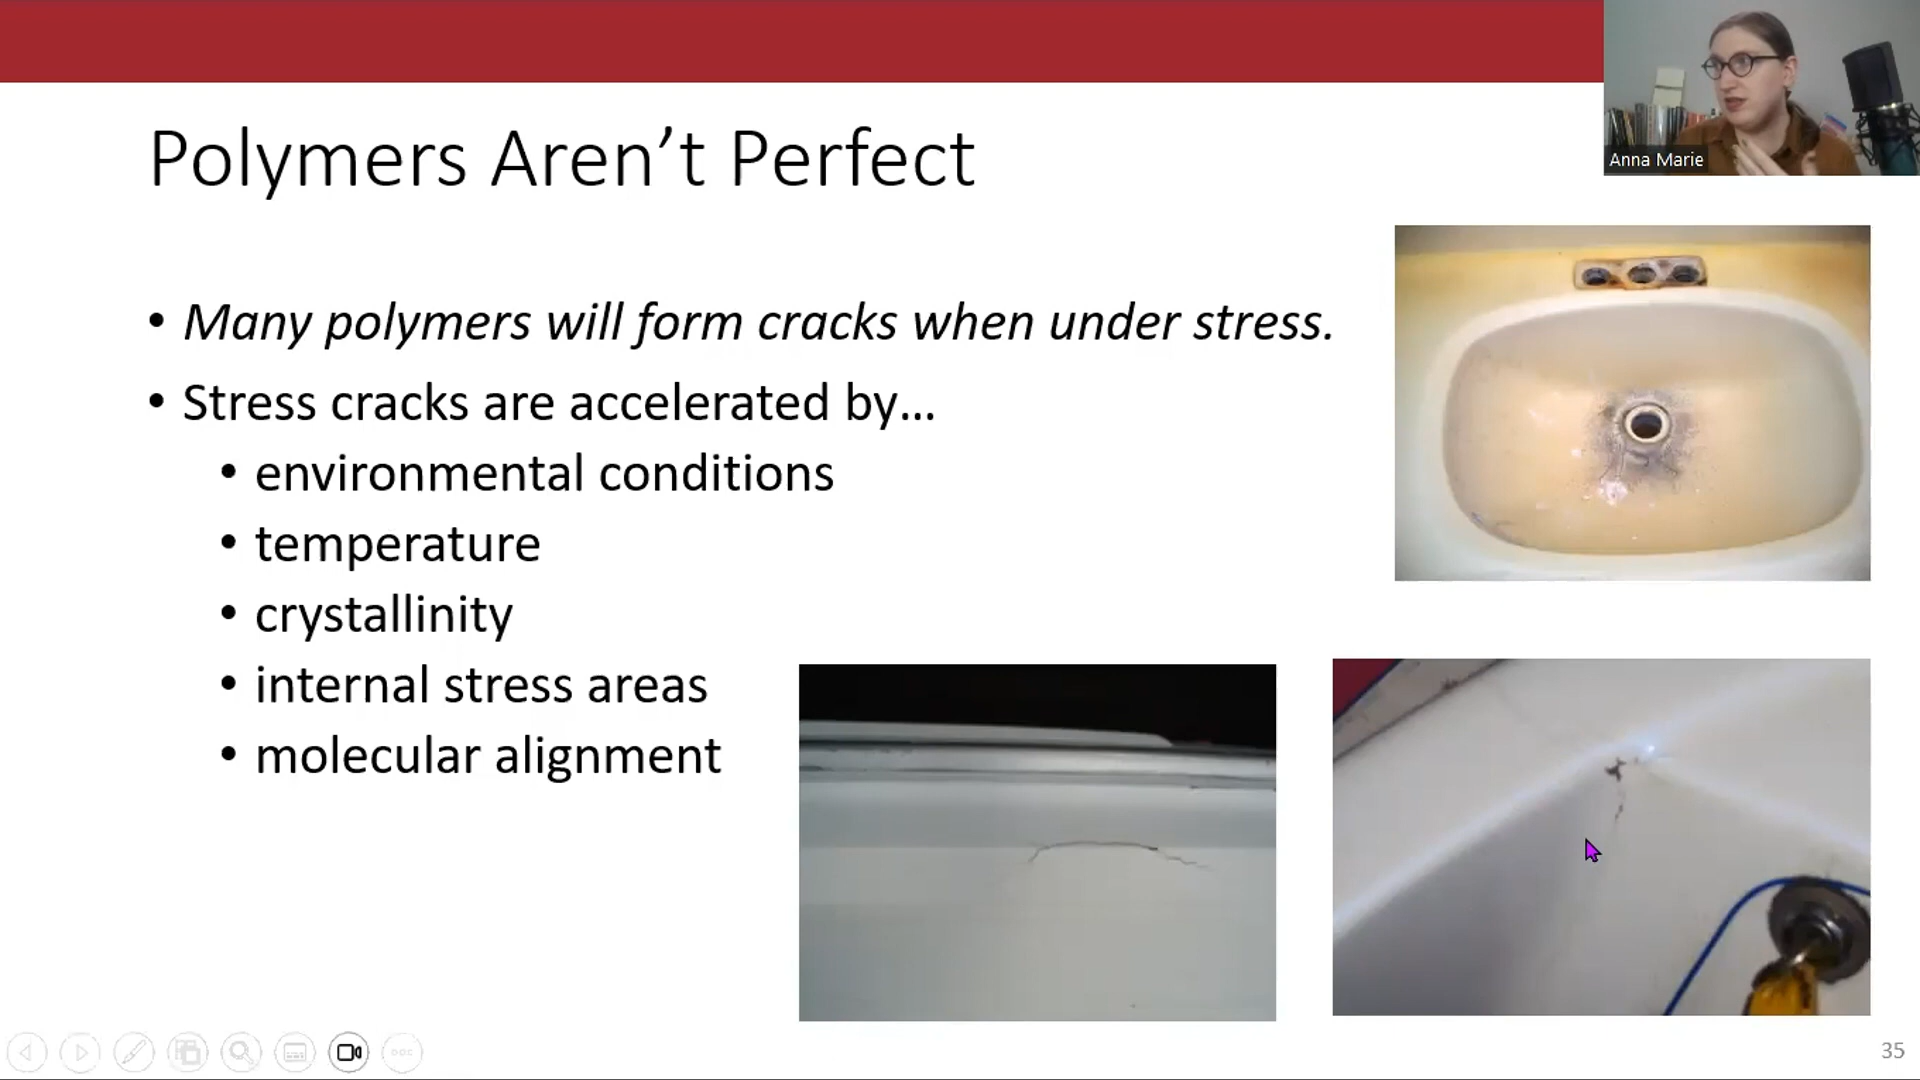 Anna Marie
Polymers Aren’t Perfect
• Many polymers will form cracks when under stress.
• Stress cracks are accelerated by…
• environmental conditions
• temperature
• crystallinity
• internal stress areas
• molecular alignment
35